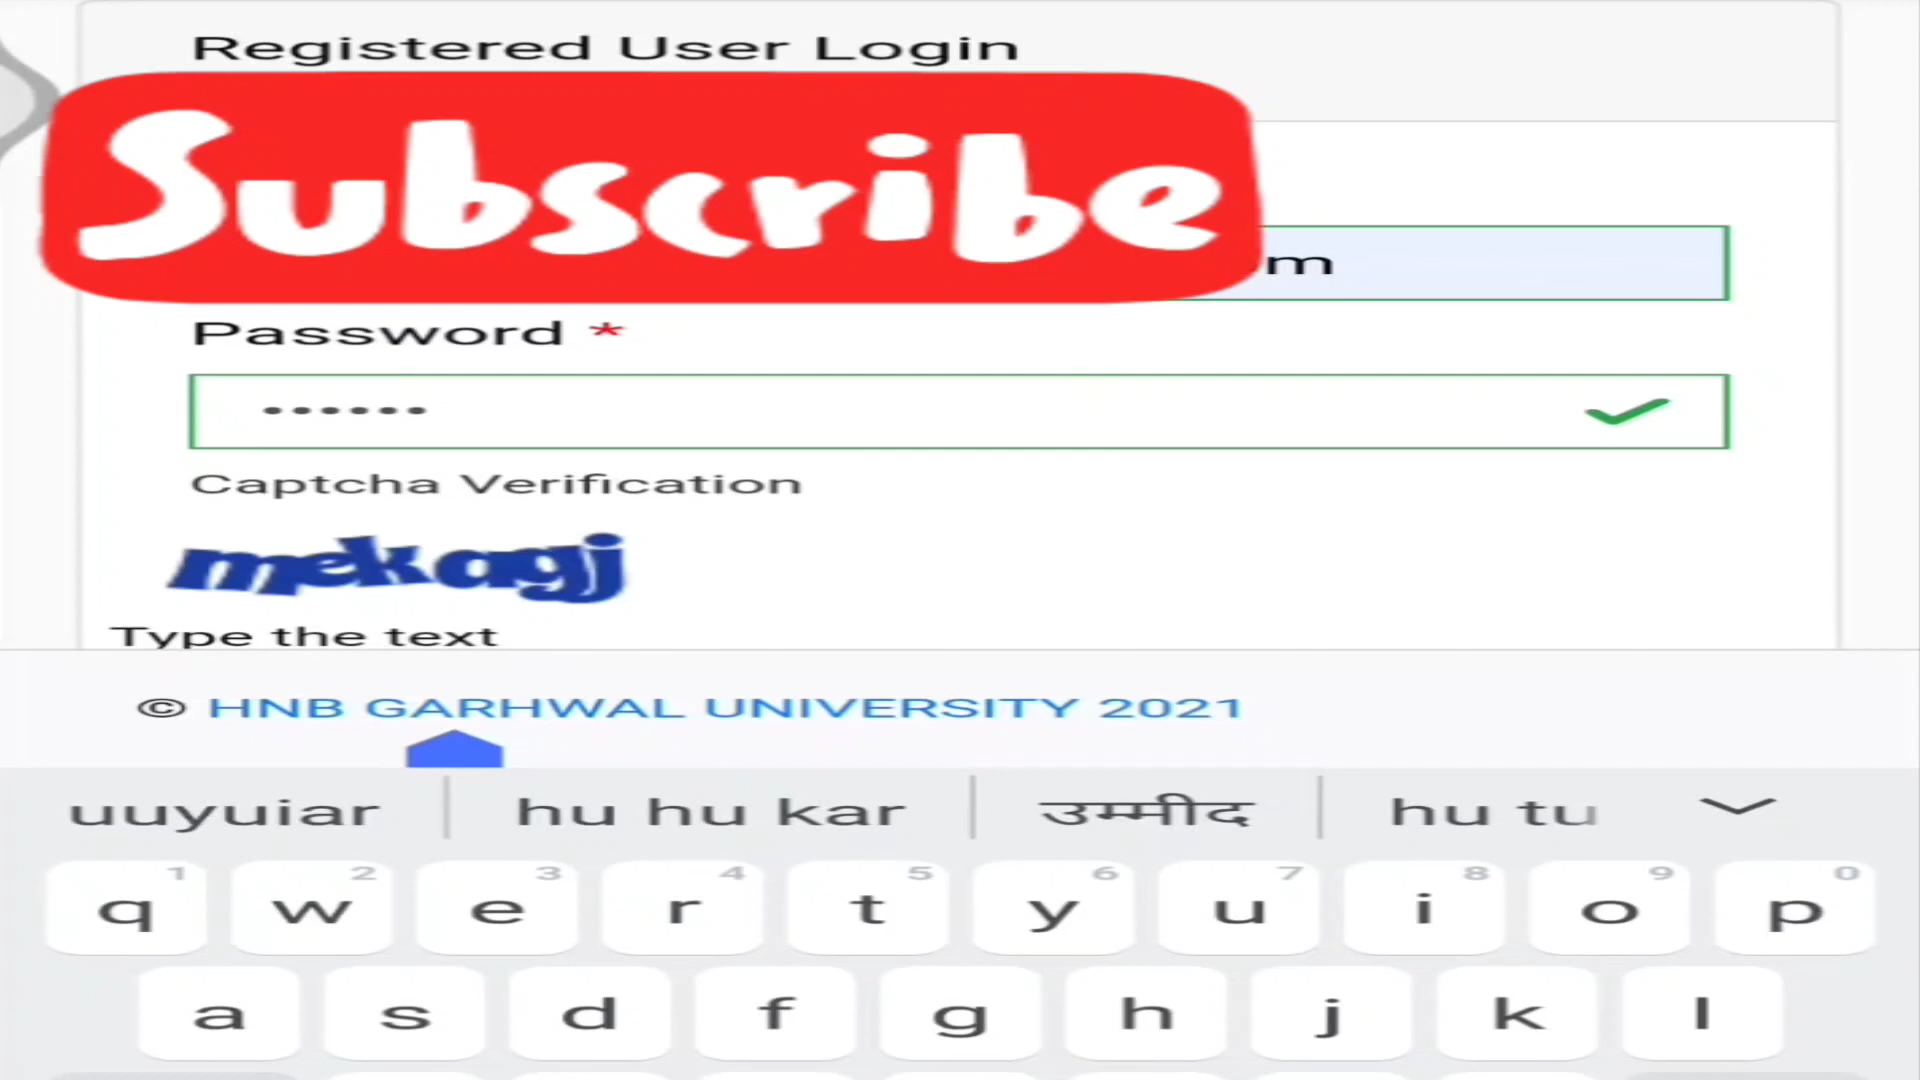 Registered User Login
Subscribe
m
Password *
••••••
Captcha Verification
mekagj
Type the text
© HNB GARHWAL UNIVERSITY 2021
uuyuiar hu hu kar उम्मीद hu tu
1 2 3 4 5 6 7 8 9 0
q w e r t y u i o p
a s d f g h j k l